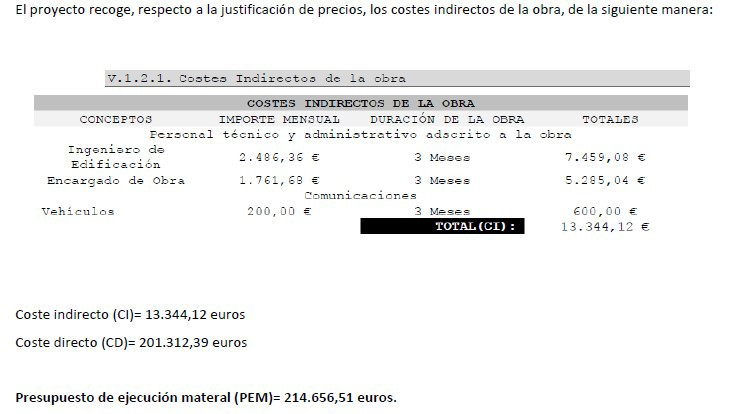 El proyecto recoge, respecto a la justificación de precios, los costes indirectos de la obra, de la siguiente manera:
V.1.2.1. Costes Indirectos de la obra
COSTES INDIRECTOS DE LA OBRA
CONCEPTOS IMPORTE MENSUAL DURACIÓN DE LA OBRA TOTALES
Personal técnico y administrativo adscrito a la obra
Ingeniero de
Edificación 2.486,36 € 3 Meses 7.459,08 €
Encargado de Obra 1.761,68 € 3 Meses 5.285,04 €
Comunicaciones
Vehículos 200,00 € 3 Meses 600,00 €
TOTAL(CI): 13.344,12 €
Coste indirecto (CI)= 13.344,12 euros
Coste directo (CD)= 201.312,39 euros
Presupuesto de ejecución materal (PEM)= 214.656,51 euros.